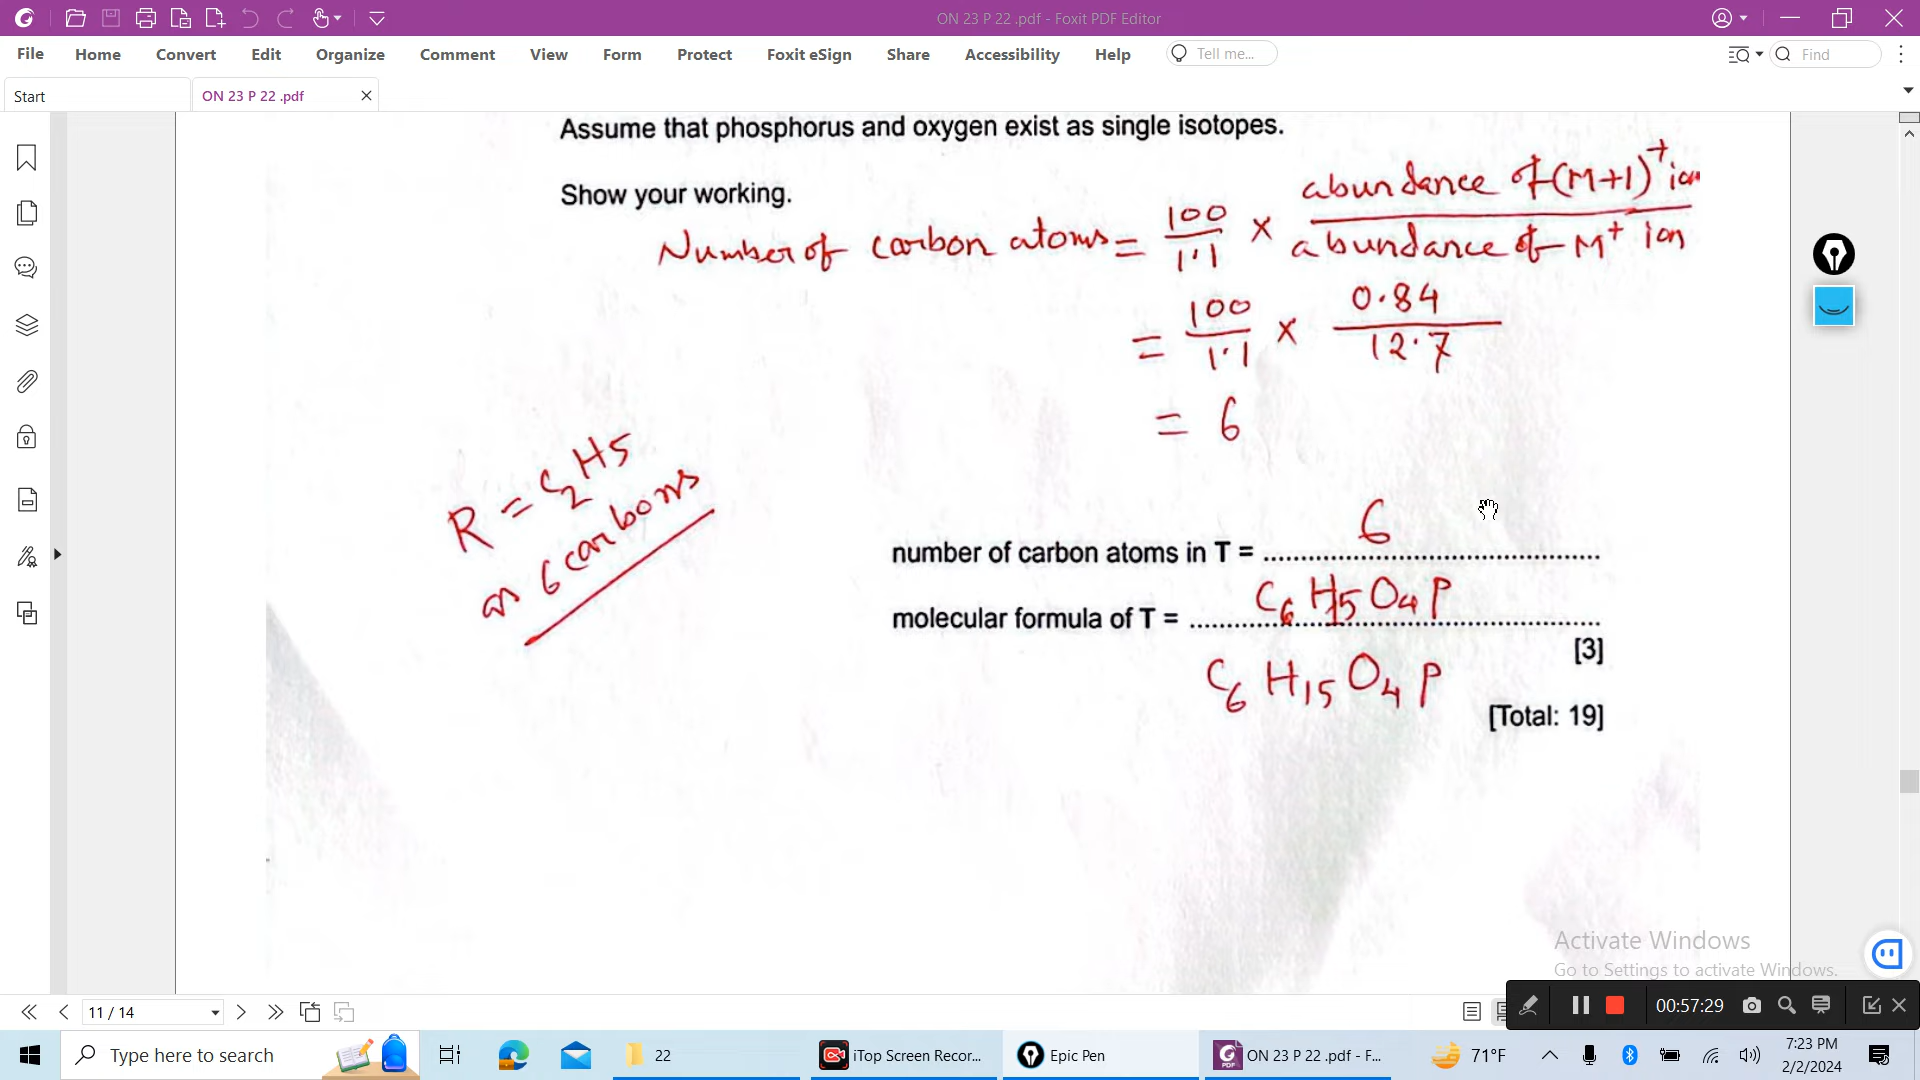 ON 23 P 22 .pdf - Foxit PDF Editor
File Home Convert Edit Organize Comment View Form Protect Foxit eSign Share Accessibility Help Tell me... Find
Start ON 23 P 22 .pdf
Assume that phosphorus and oxygen exist as single isotopes.
Show your working.
Number of carbon atoms = 100/1.1 × abundance of (M+1)⁺ ion / abundance of M⁺ ion
= 100/1.1 × 0.84/12.7
= 6
R = C₂H5
as 6 carbons
number of carbon atoms in T = 6
molecular formula of T = C₆H₁5O₄P
[3]
C₆H₁₅O₄P
[Total: 19]
Activate Windows
Go to Settings to activate Windows.
11 / 14
00:57:29
Type here to search 22 iTop Screen Recor... Epic Pen ON 23 P 22 .pdf - F... 71°F 7:23 PM
2/2/2024